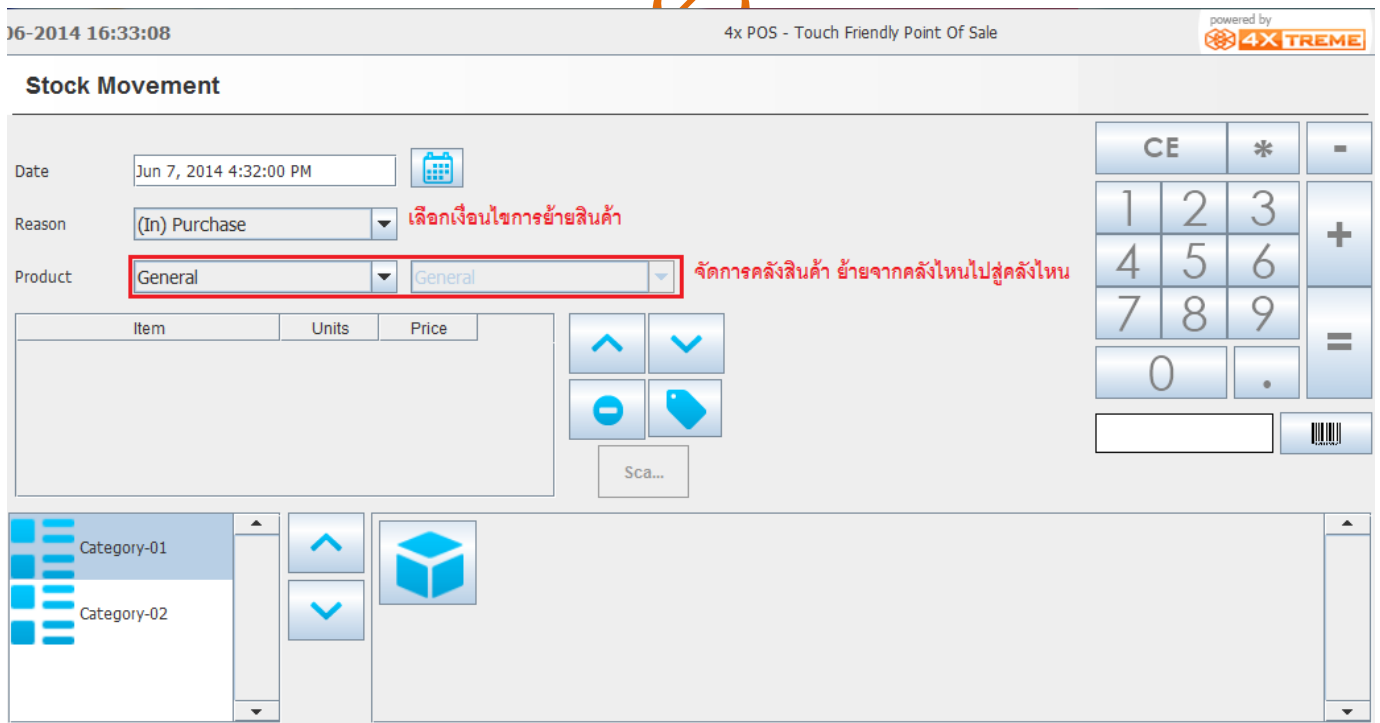 06-2014 16:33:08
4x POS - Touch Friendly Point Of Sale
powered by
4XTREME
Stock Movement
Date
Jun 7, 2014 4:32:00 PM
Reason
(In) Purchase
เลือกเงื่อนไขการย้ายสินค้า
Product
General
General
จัดการคลังสินค้า ย้ายจากคลังไหนไปสู่คลังไหน
Item Units Price
Sca...
CE * -
1 2 3 +
4 5 6
7 8 9 =
0 .
Category-01
Category-02